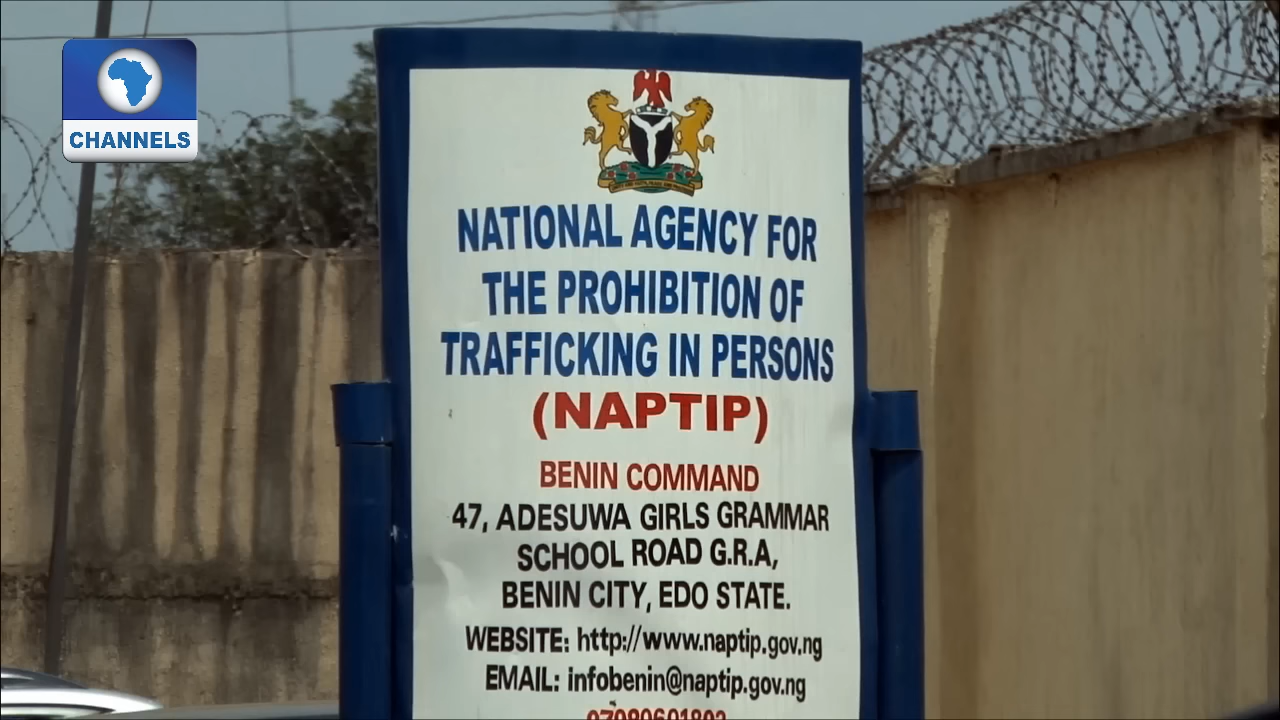 CHANNELS
NATIONAL AGENCY FOR
THE PROHIBITION OF
TRAFFICKING IN PERSONS
(NAPTIP)
BENIN COMMAND
47, ADESUWA GIRLS GRAMMAR
SCHOOL ROAD G.R.A,
BENIN CITY, EDO STATE.
WEBSITE: http://www.naptip.gov.ng
EMAIL: infobenin@naptip.gov.ng